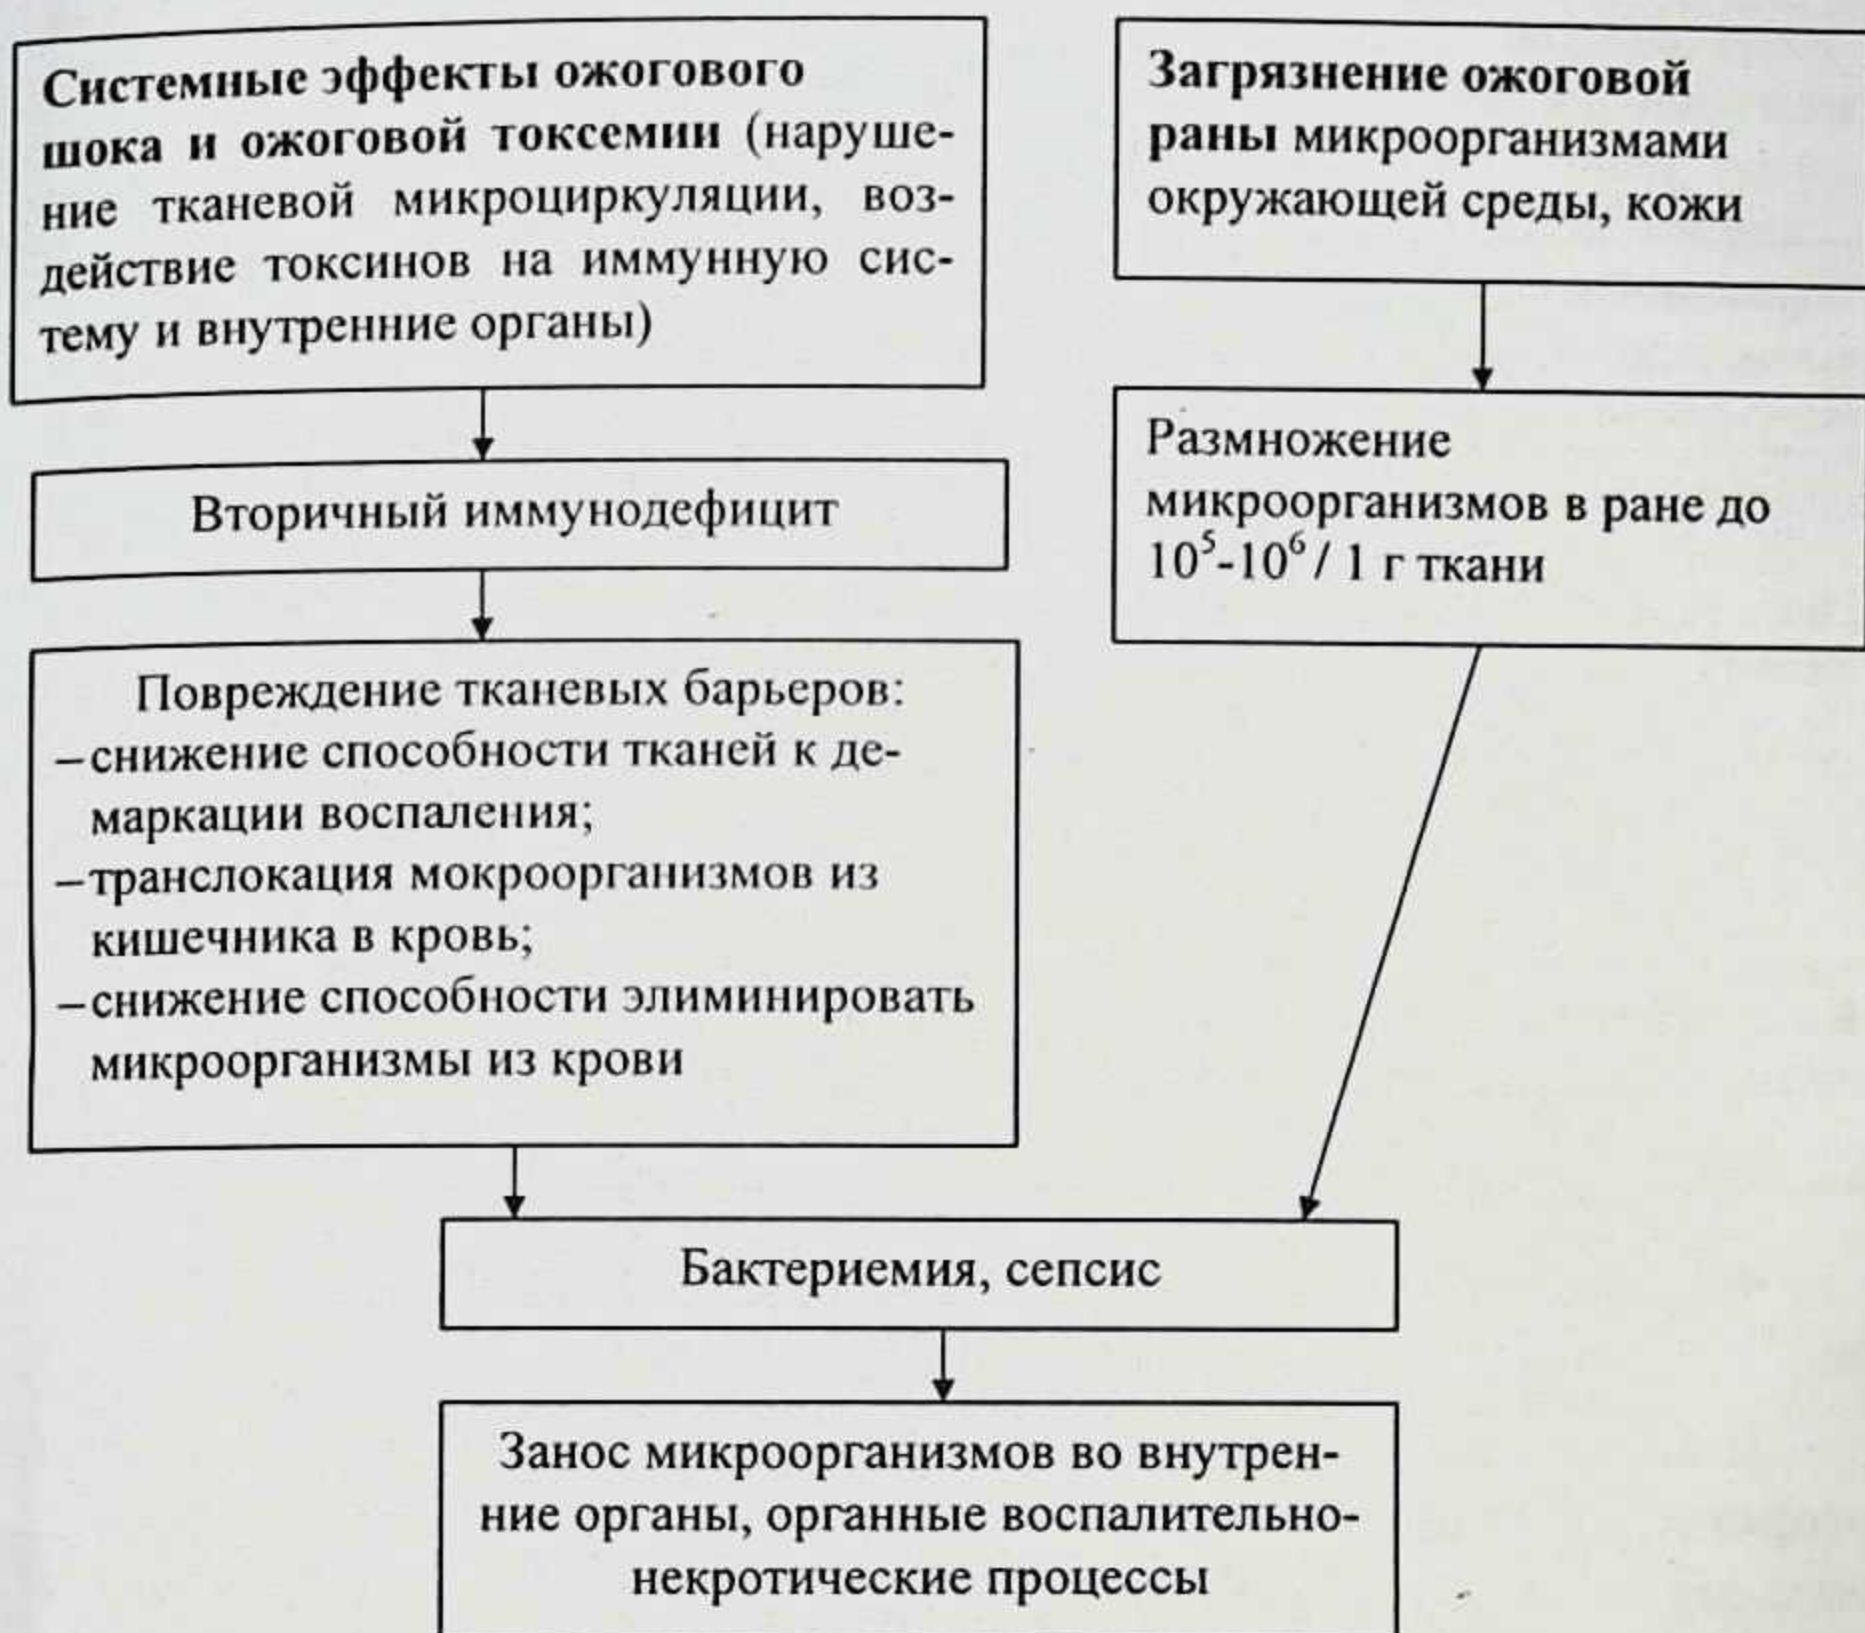 Системные эффекты ожогового
шока и ожоговой токсемии (наруше-
ние тканевой микроциркуляции, воз-
действие токсинов на иммунную сис-
тему и внутренние органы)
Вторичный иммунодефицит
Повреждение тканевых барьеров:
–снижение способности тканей к де-
маркации воспаления;
–транслокация мокроорганизмов из
кишечника в кровь;
–снижение способности элиминировать
микроорганизмы из крови
Загрязнение ожоговой
раны микроорганизмами
окружающей среды, кожи
Размножение
микроорганизмов в ране до
10⁵-10⁶/ 1 г ткани
Бактериемия, сепсис
Занос микроорганизмов во внутрен-
ние органы, органные воспалительно-
некротические процессы